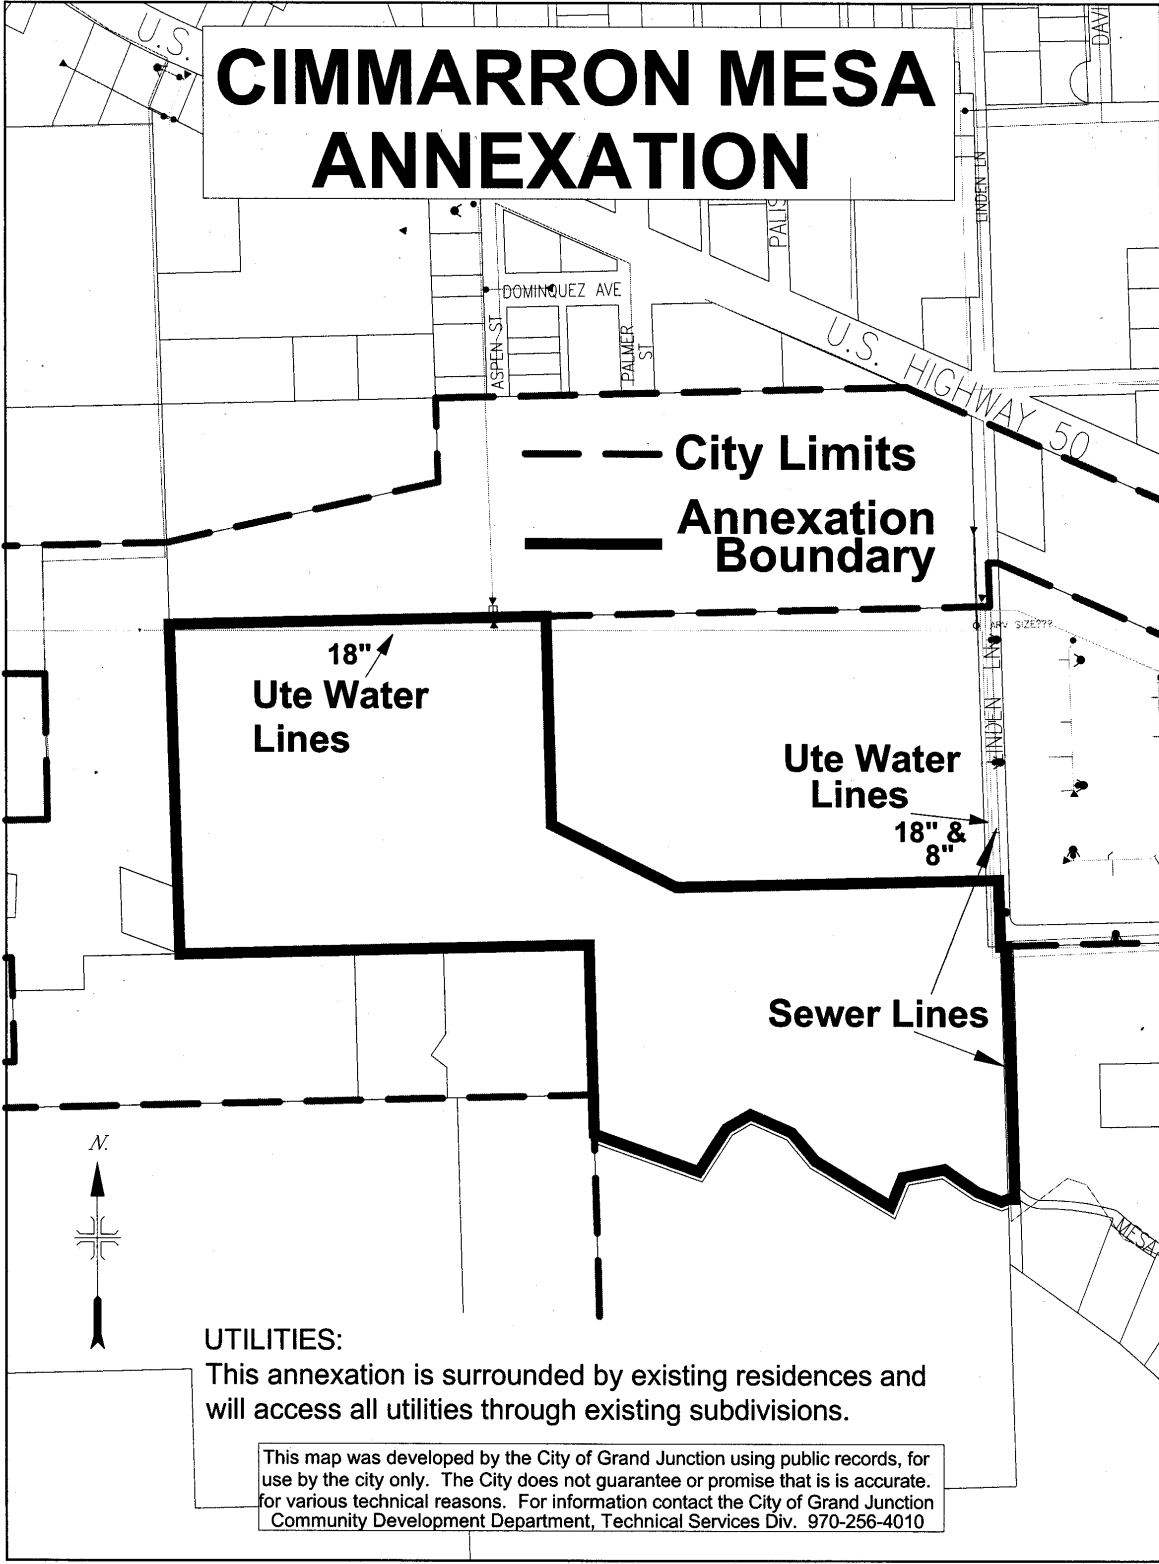 U.S.
CIMMARRON MESA
ANNEXATION
LINDEN LN
DOMINQUEZ AVE
ASPEN ST
PALMER
ST
U.S. HIGHWAY 50
City Limits
Annexation
Boundary
ARV SIZE???
18"
Ute Water
Lines
LINDEN LN
Ute Water
Lines
18" &
8"
Sewer Lines
N.
MESA
UTILITIES:
This annexation is surrounded by existing residences and
will access all utilities through existing subdivisions.
This map was developed by the City of Grand Junction using public records, for
use by the city only. The City does not guarantee or promise that is is accurate.
for various technical reasons. For information contact the City of Grand Junction
Community Development Department, Technical Services Div. 970-256-4010